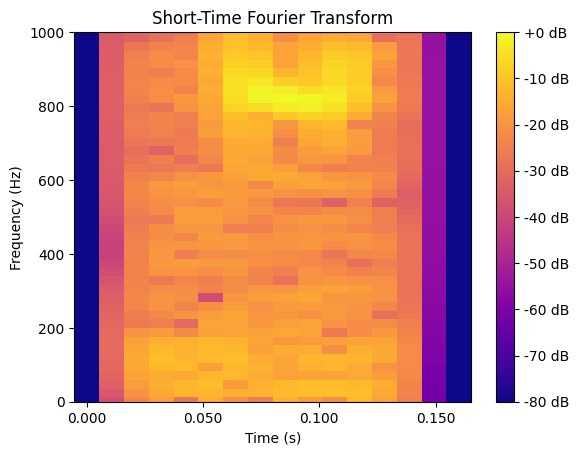 Short-Time Fourier Transform
1000
800
600
400
200
0
Frequency (Hz)
0.000
0.050
0.100
0.150
Time (s)
+0 dB
-10 dB
-20 dB
-30 dB
-40 dB
-50 dB
-60 dB
-70 dB
-80 dB